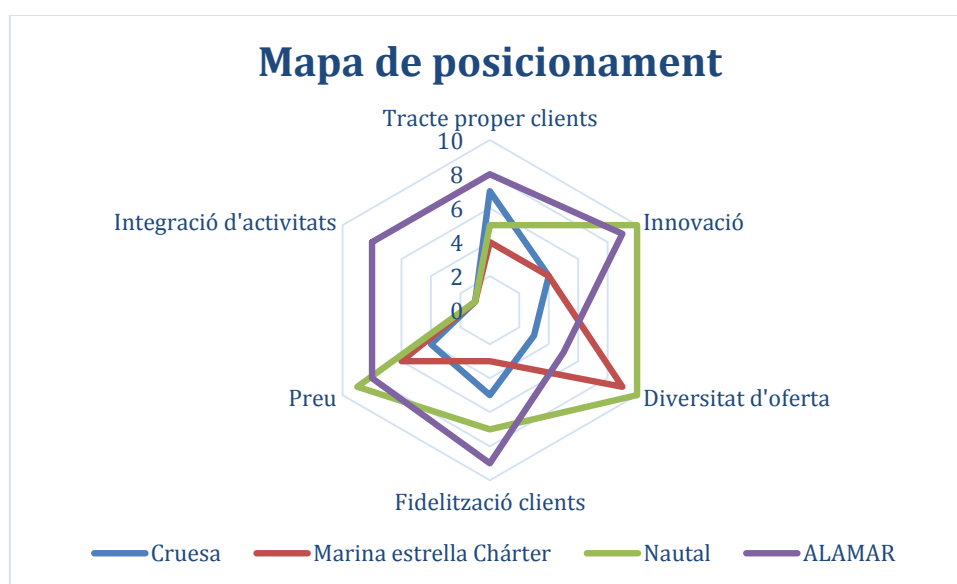 Mapa de posicionament
Tracte proper clients
10
8
6
4
2
0
Integració d'activitats
Innovació
Preu
Diversitat d'oferta
Fidelització clients
Cruesa
Marina estrella Chárter
Nautal
ALAMAR